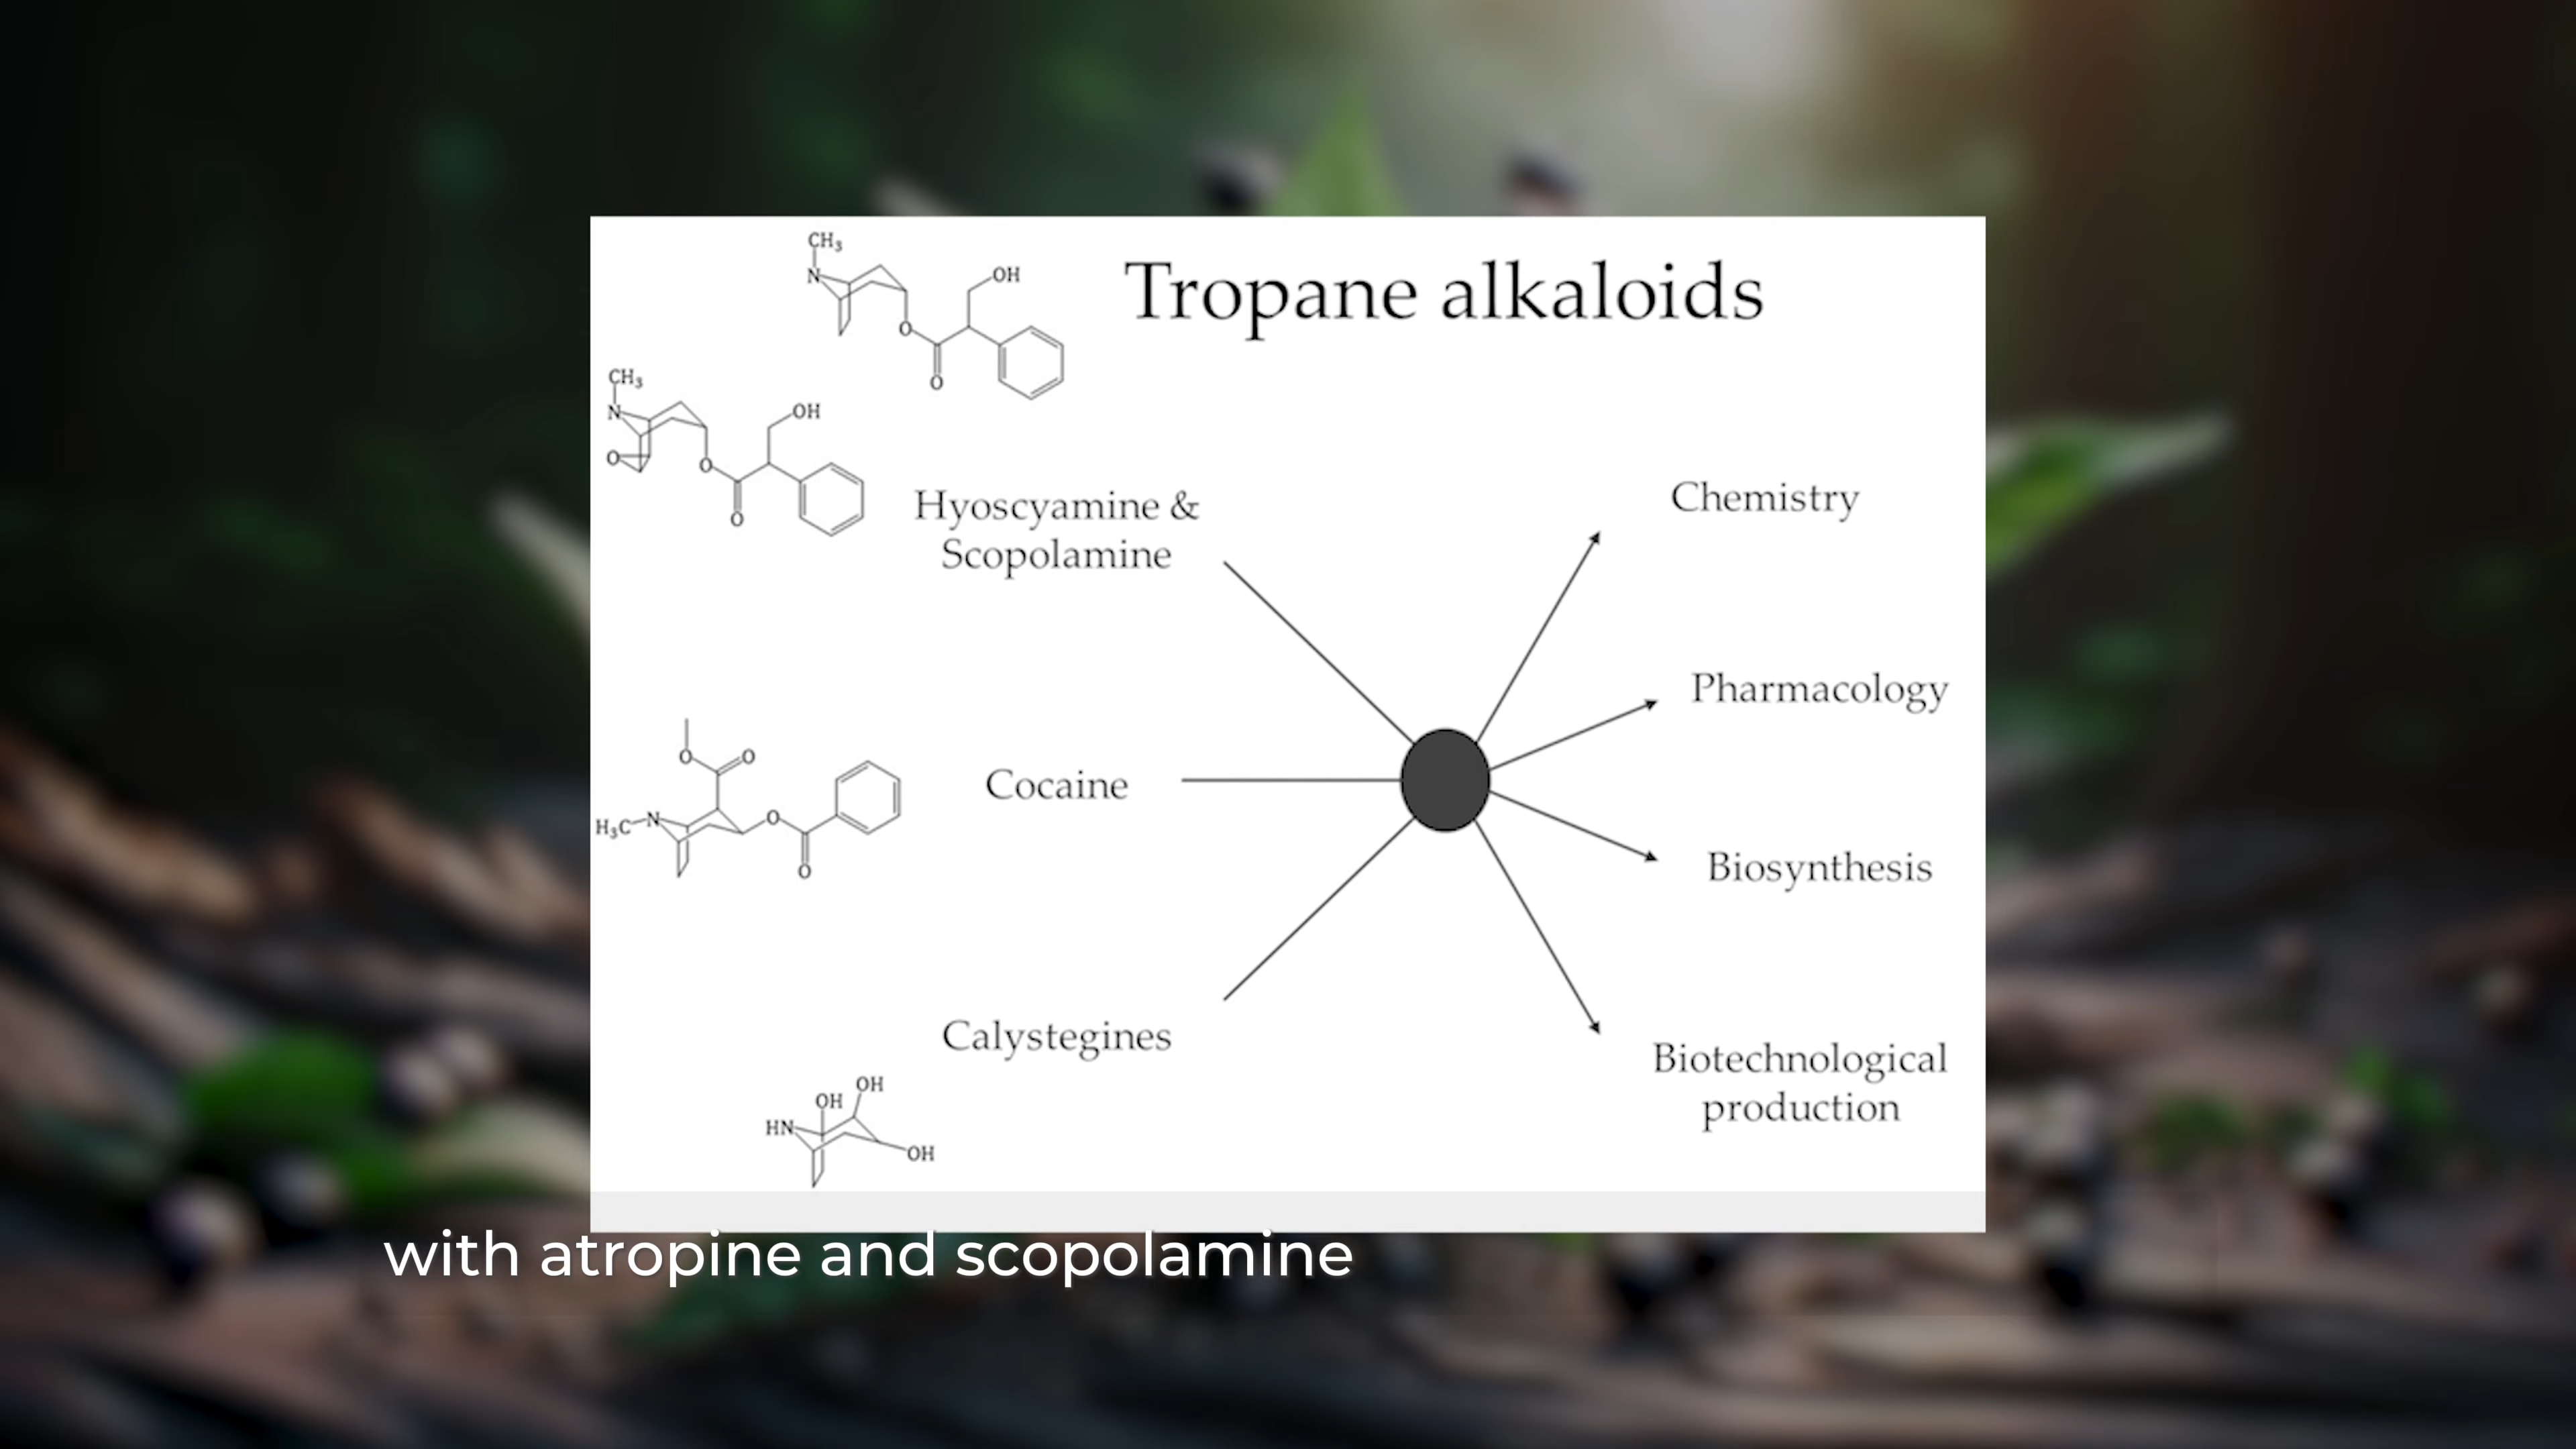 Tropane alkaloids
CH₃
N
OH
O
O
CH₃
N
OH
O
O
O
Hyoscyamine &
Scopolamine
Chemistry
Pharmacology
O
O
H₃C
N
O
O
Cocaine
Biosynthesis
Calystegines
OH
OH
HN
OH
Biotechnological
production
with atropine and scopolamine